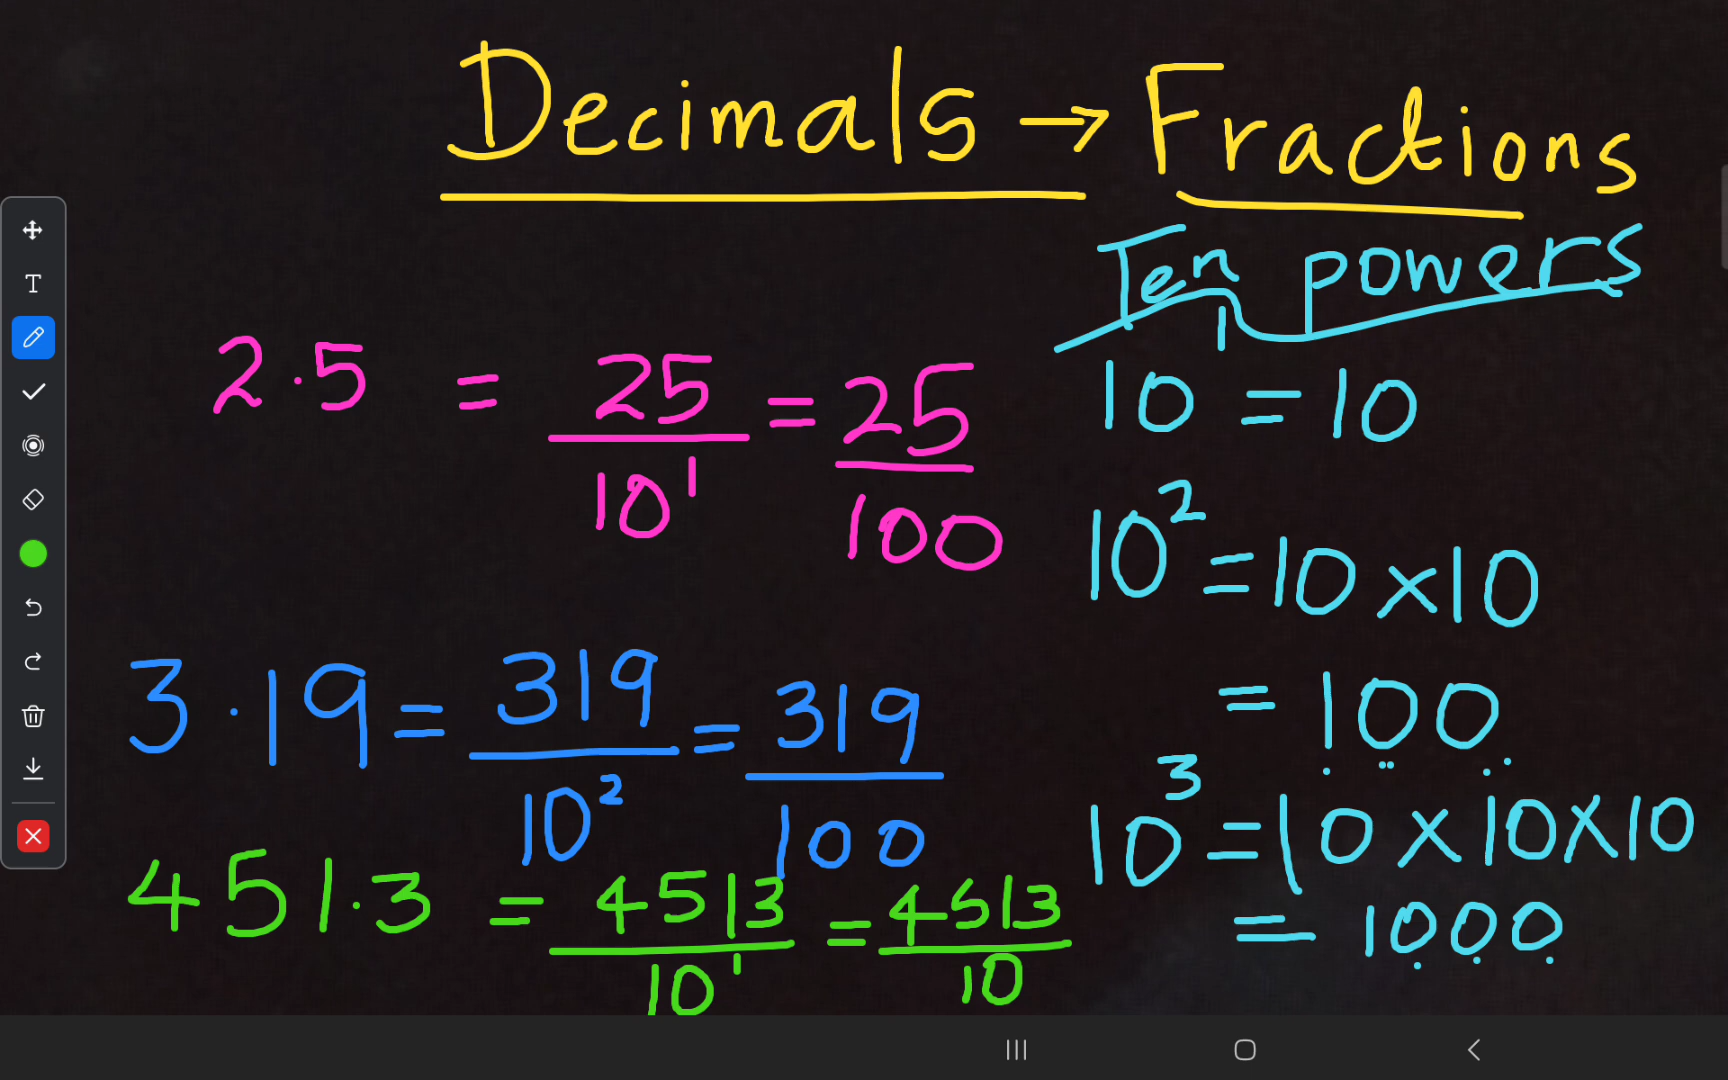 Decimals → Fractions
Ten powers
2.5 = 25/10¹ = 25/100
10¹ = 10
10² = 10 × 10
= 100
3.19 = 319/10² = 319/100
10³ = 10 × 10 × 10
= 1000
451.3 = 4513/10¹ = 4513/10